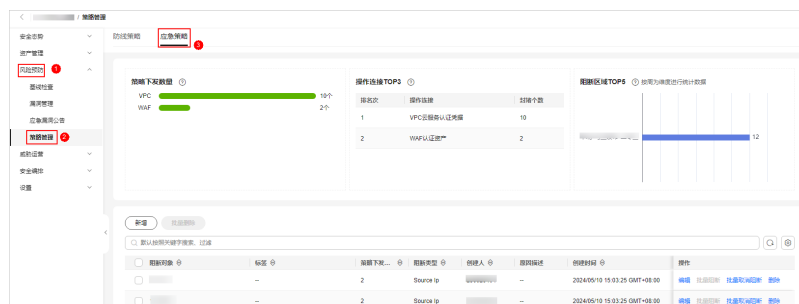 / 策略管理
安全态势
资产管理
风险预防 1
基线检查
漏洞管理
应急漏洞公告
策略管理 2
威胁运营
安全编排
设置
防线策略 应急策略 3
策略下发数量
VPC 10个
WAF 2个
操作连接TOP3
排名次 操作连接 封堵个数
1 VPC云服务认证凭据 10
2 WAF认证资产 2
阻断区域TOP5 按需为维度进行统计数据
12
新增 批量删除
默认按照关键字搜索、过滤
阻断对象 标签 策略下发... 阻断类型 创建人 原因描述 创建时间 操作
-- 2 Source Ip -- 2024/05/10 15:03:25 GMT+08:00 编辑 批量阻断 批量取消阻断 删除
-- 2 Source Ip -- 2024/05/10 15:03:25 GMT+08:00 编辑 批量阻断 批量取消阻断 删除